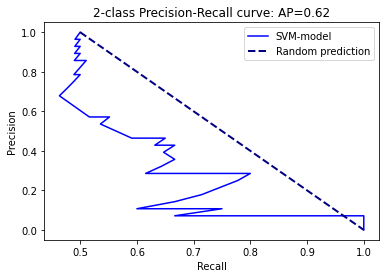 2-class Precision-Recall curve: AP=0.62
SVM-model
Random prediction
Precision
1.0
0.8
0.6
0.4
0.2
0.0
0.5 0.6 0.7 0.8 0.9 1.0
Recall